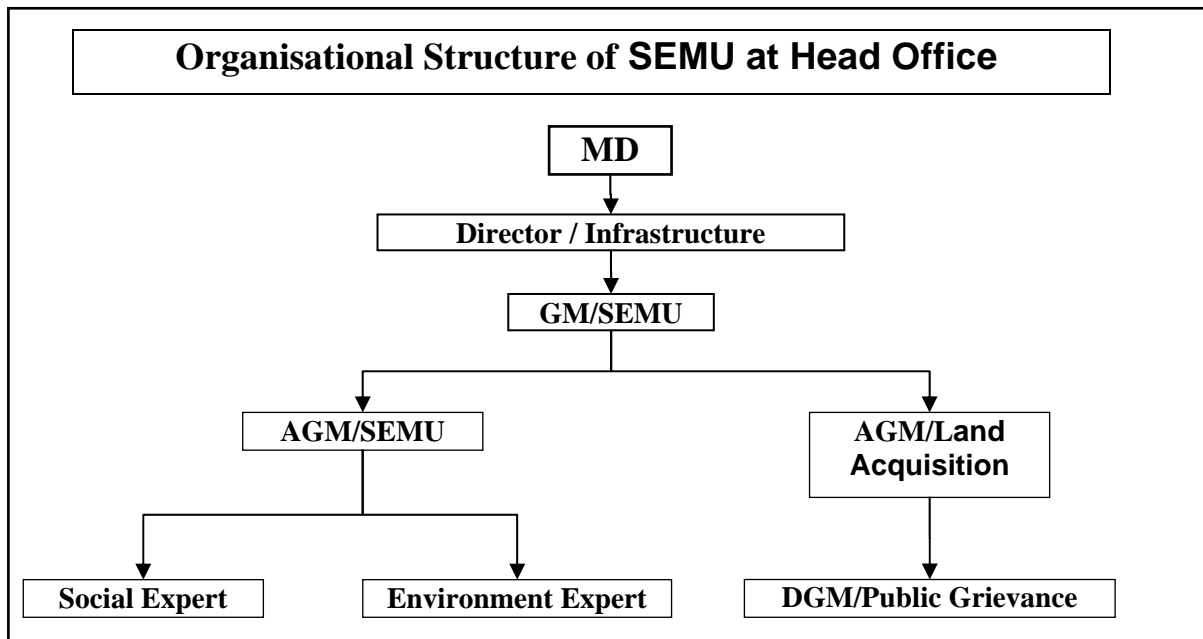 Organisational Structure of SEMU at Head Office
MD
Director / Infrastructure
GM/SEMU
AGM/SEMU
AGM/Land
Acquisition
Social Expert
Environment Expert
DGM/Public Grievance